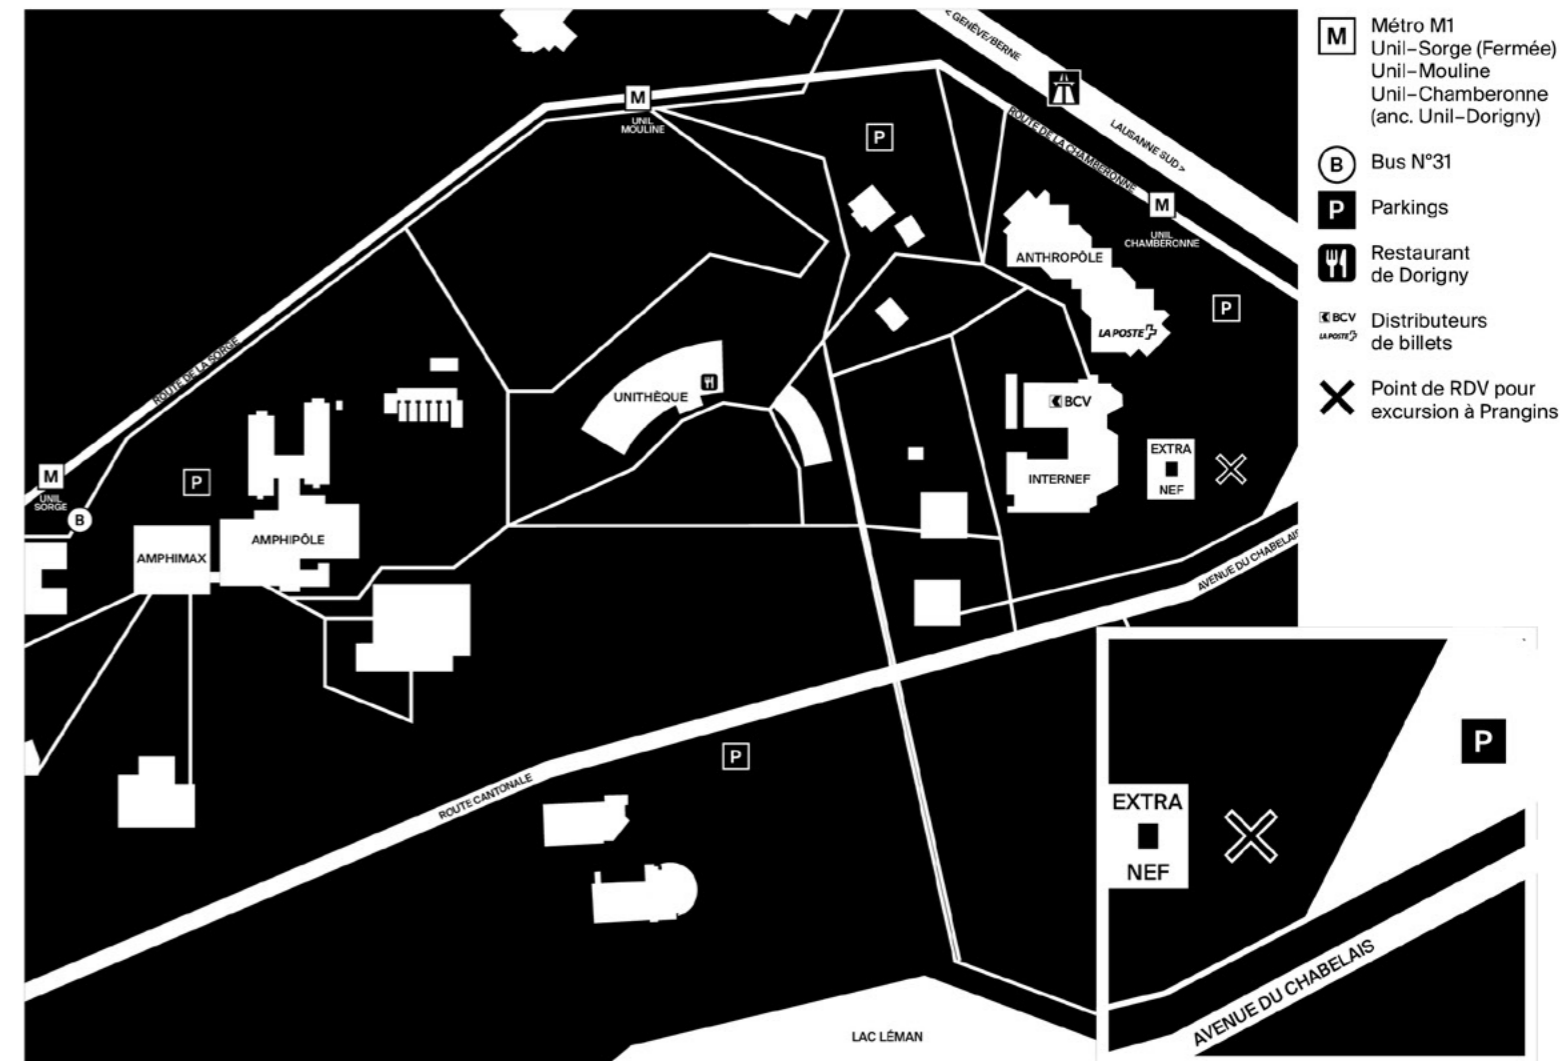 < GENÈVE/BERNE
LAUSANNE SUD >
ROUTE DE LA CHAMBERONNE
M
UNIL
MOULINE
P
M
UNIL
CHAMBERONNE
ANTHROPÔLE
LA POSTE
P
ROUTE DE LA SORGE
UNITHÈQUE
BCV
INTERNEF
EXTRA
NEF
M
UNIL
SORGE
B
P
AMPHIMAX
AMPHIPÔLE
AVENUE DU CHABELAIS
ROUTE CANTONALE
P
LAC LÉMAN
P
EXTRA
NEF
AVENUE DU CHABELAIS
M Métro M1
Unil-Sorge (Fermée)
Unil-Mouline
Unil-Chamberonne
(anc. Unil-Dorigny)
B Bus N°31
P Parkings
Restaurant
de Dorigny
BCV Distributeurs
LA POSTE de billets
Point de RDV pour
excursion à Prangins